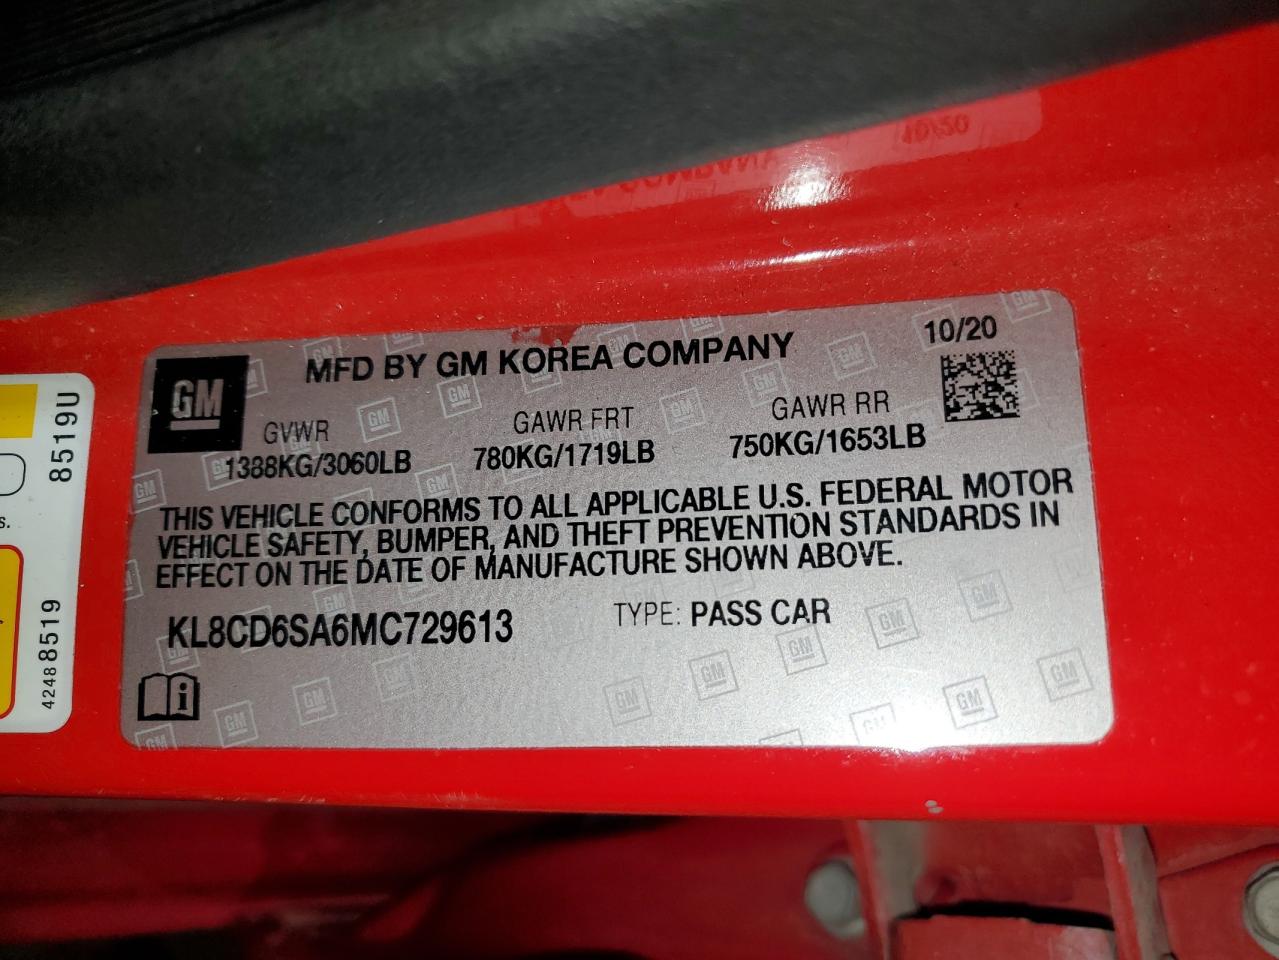 MFD BY GM KOREA COMPANY
10/20
GM
GVWR
GAWR FRT
GAWR RR
1388KG/3060LB
780KG/1719LB
750KG/1653LB
THIS VEHICLE CONFORMS TO ALL APPLICABLE U.S. FEDERAL MOTOR
VEHICLE SAFETY, BUMPER, AND THEFT PREVENTION STANDARDS IN
EFFECT ON THE DATE OF MANUFACTURE SHOWN ABOVE.
KL8CD6SA6MC729613
TYPE: PASS CAR
i
8519U
42488519
s.